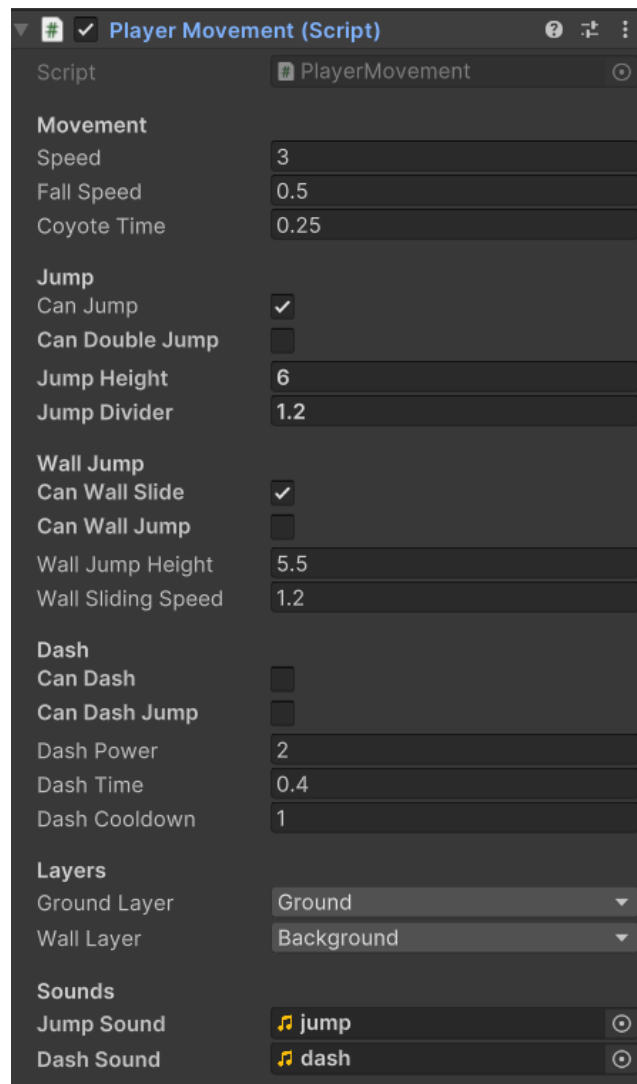 Player Movement (Script)
Script PlayerMovement
Movement
Speed 3
Fall Speed 0.5
Coyote Time 0.25
Jump
Can Jump
Can Double Jump
Jump Height 6
Jump Divider 1.2
Wall Jump
Can Wall Slide
Can Wall Jump
Wall Jump Height 5.5
Wall Sliding Speed 1.2
Dash
Can Dash
Can Dash Jump
Dash Power 2
Dash Time 0.4
Dash Cooldown 1
Layers
Ground Layer Ground
Wall Layer Background
Sounds
Jump Sound jump
Dash Sound dash